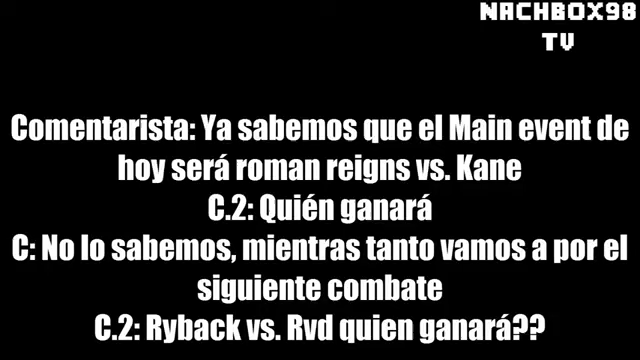 NACHBOX98
TV
Comentarista: Ya sabemos que el Main event de
hoy será roman reigns vs. Kane
C.2: Quién ganará
C: No lo sabemos, mientras tanto vamos a por el
siguiente combate
C.2: Ryback vs. Rvd quien ganará??